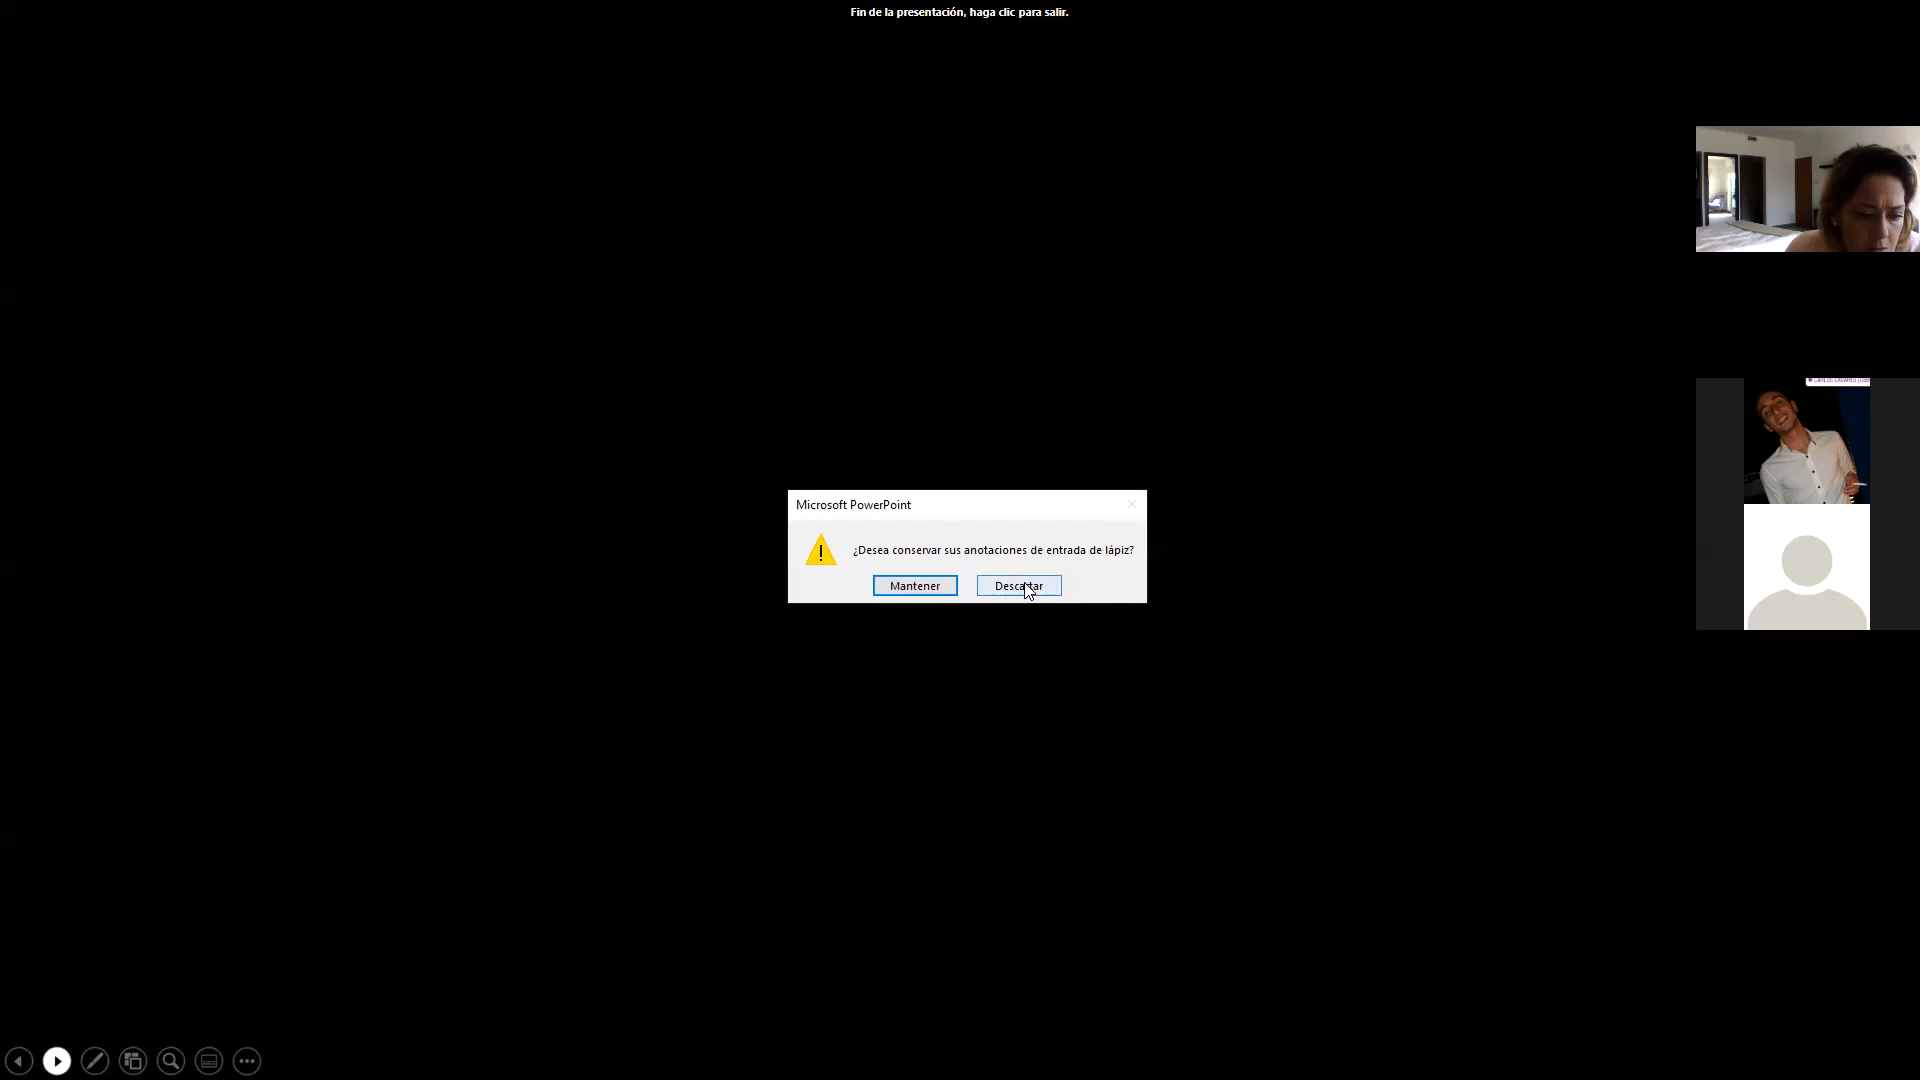 Fin de la presentación, haga clic para salir.
Microsoft PowerPoint
¿Desea conservar sus anotaciones de entrada de lápiz?
Mantener
Descartar